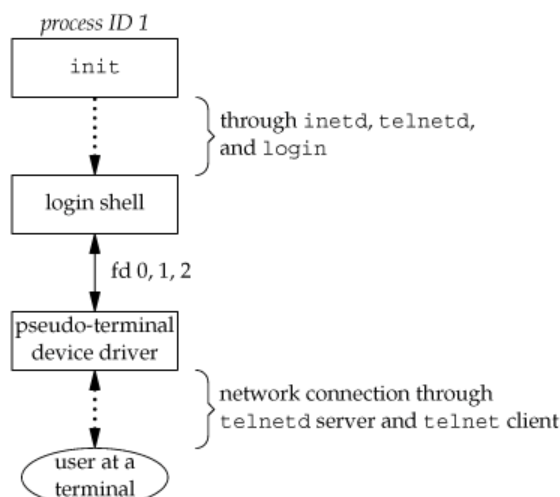 process ID 1
init
through inetd, telnetd,
and login
login shell
fd 0, 1, 2
pseudo-terminal
device driver
network connection through
telnetd server and telnet client
user at a
terminal